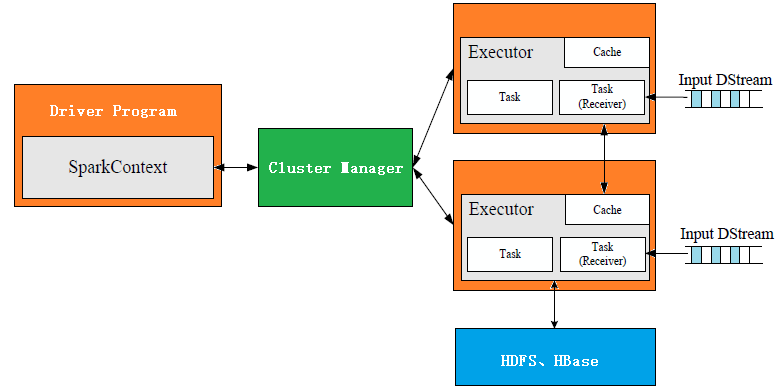 Driver Program
SparkContext
Cluster Manager
Executor
Cache
Task
Task
(Receiver)
Input DStream
Executor
Cache
Task
Task
(Receiver)
Input DStream
HDFS、HBase